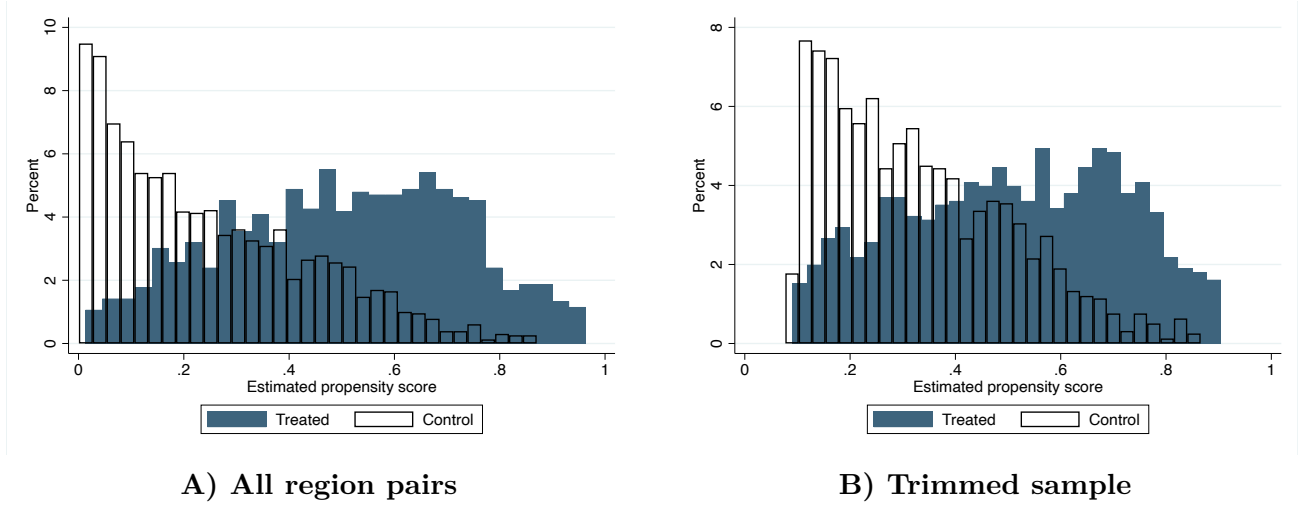 10
8
6
4
2
0
Percent
0 .2 .4 .6 .8 1
Estimated propensity score
Treated Control
A) All region pairs
8
6
4
2
0
Percent
0 .2 .4 .6 .8 1
Estimated propensity score
Treated Control
B) Trimmed sample